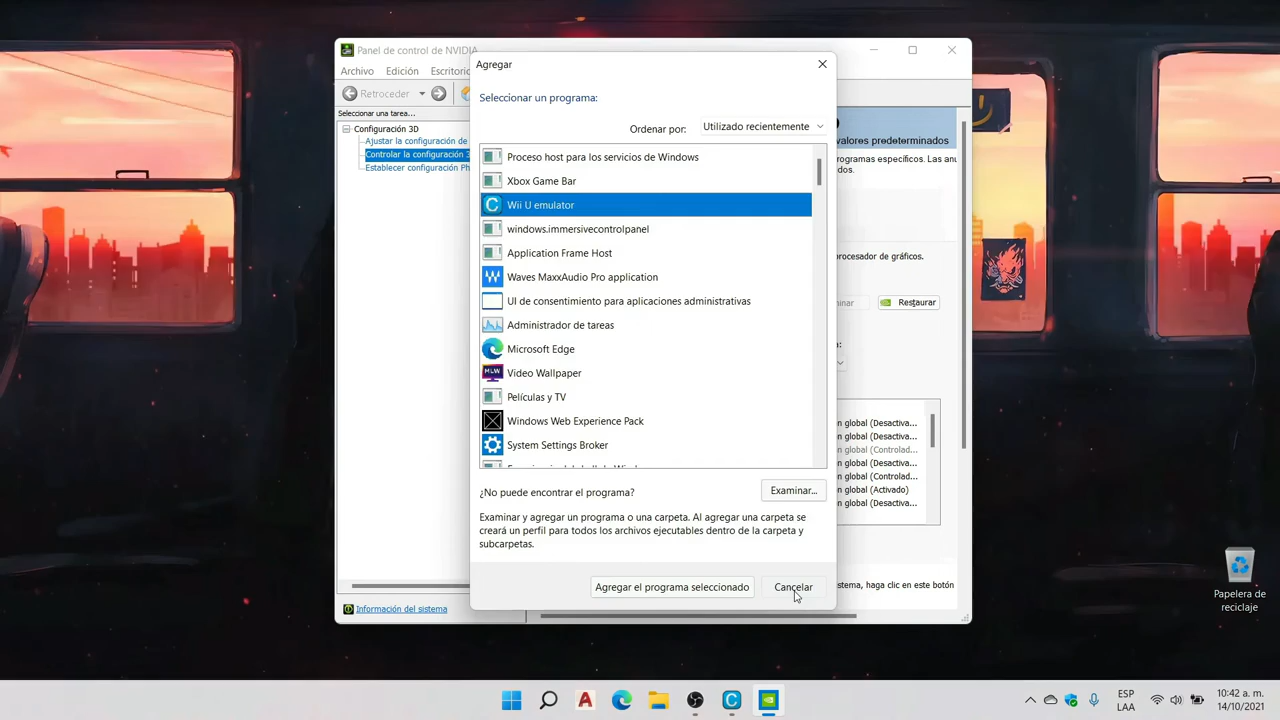 Panel de control de NVIDIA
Archivo Edición Escritorio
Retroceder
Seleccionar una tarea...
Configuración 3D
Ajustar la configuración de
Controlar la configuración 3
Establecer configuración Ph
Información del sistema
Agregar
Seleccionar un programa:
Ordenar por: Utilizado recientemente
Proceso host para los servicios de Windows
Xbox Game Bar
Wii U emulator
windows.immersivecontrolpanel
Application Frame Host
Waves MaxxAudio Pro application
UI de consentimiento para aplicaciones administrativas
Administrador de tareas
Microsoft Edge
Video Wallpaper
Películas y TV
Windows Web Experience Pack
System Settings Broker
¿No puede encontrar el programa?
Examinar...
Examinar y agregar un programa o una carpeta. Al agregar una carpeta se
creará un perfil para todos los archivos ejecutables dentro de la carpeta y
subcarpetas.
Agregar el programa seleccionado
Cancelar
valores predeterminados
rogramas específicos. Las anu
dos.
procesador de gráficos.
inar
Restaurar
a:
n global (Desactiva...
n global (Desactiva...
n global (Controlad...
n global (Desactiva...
n global (Controlad...
n global (Activado)
n global (Desactiva...
istema, haga clic en este botón
Papelera de
reciclaje
ESP
LAA
10:42 a. m.
14/10/2021